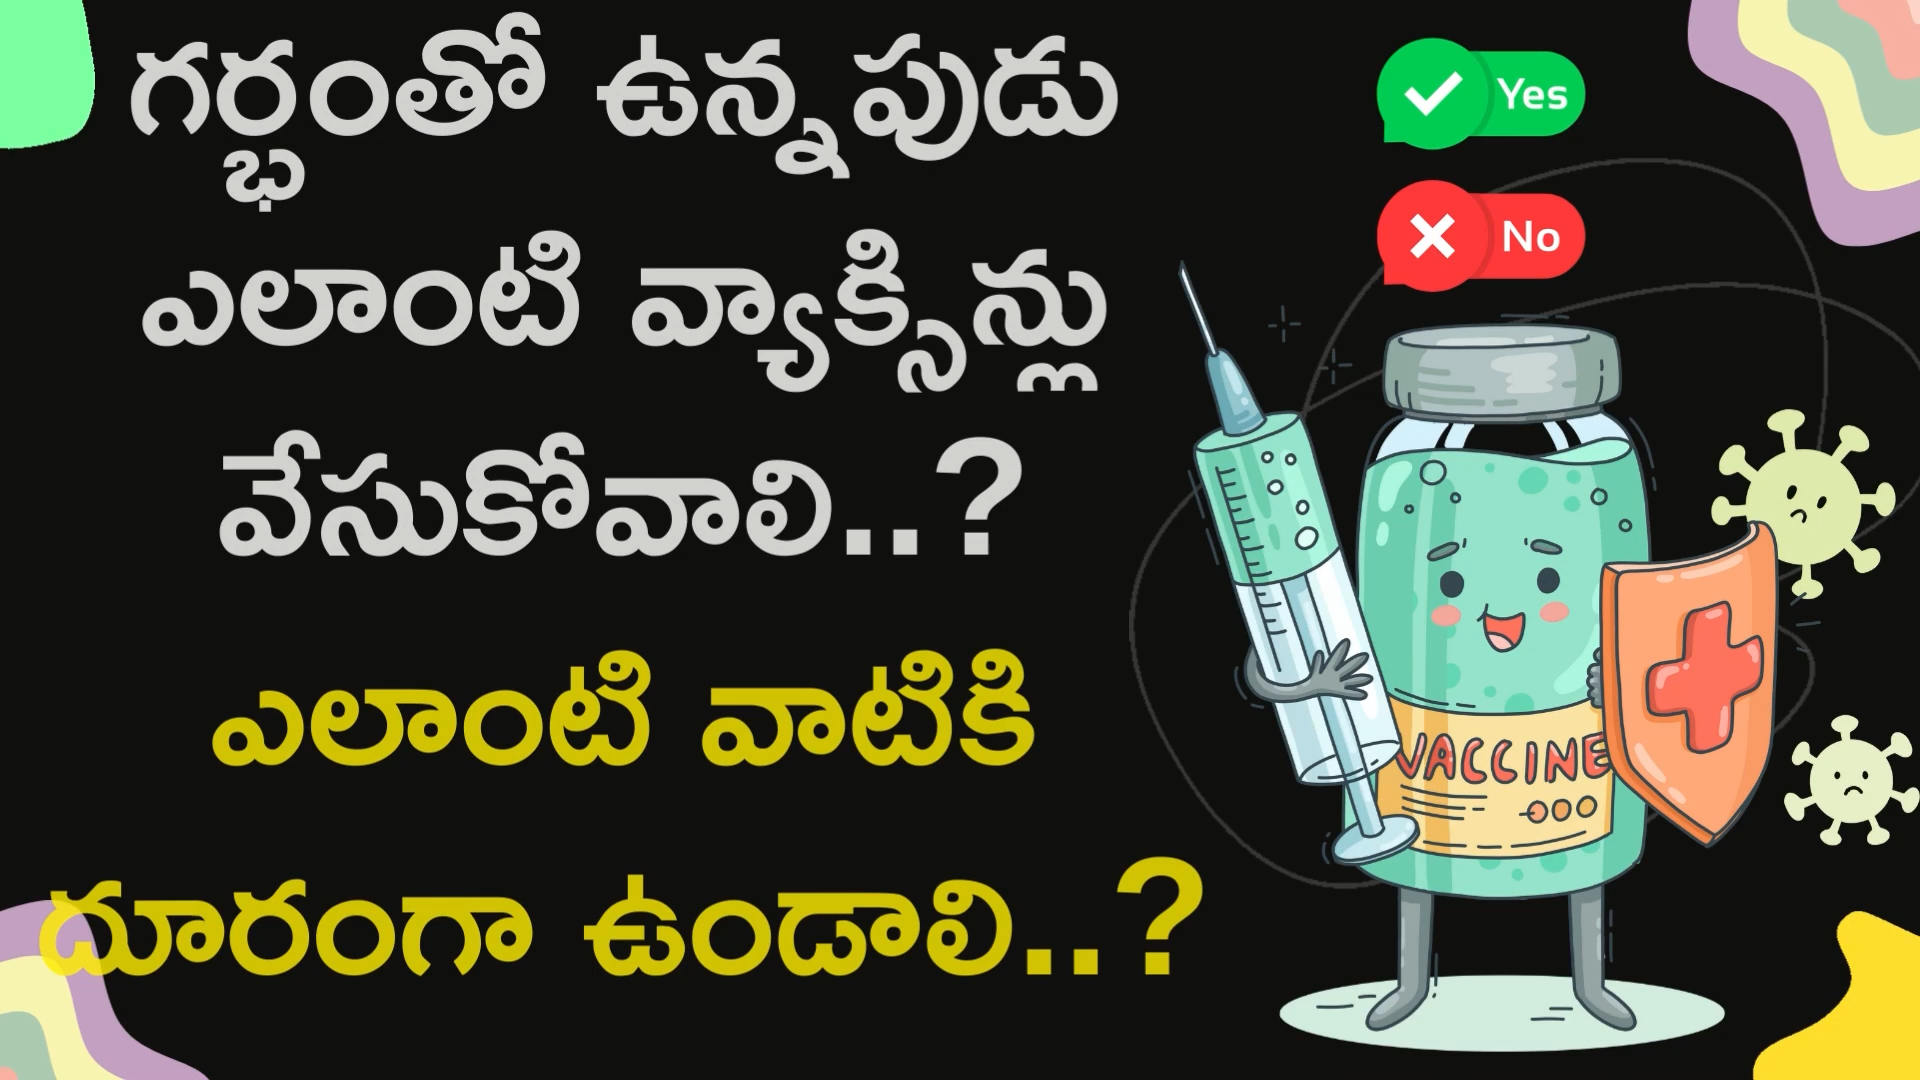 గర్భంతో ఉన్నపుడు
ఎలాంటి వ్యాక్సిన్లు
వేసుకోవాలి..?
ఎలాంటి వాటికి
దూరంగా ఉండాలి..?
Yes
No
VACCINE